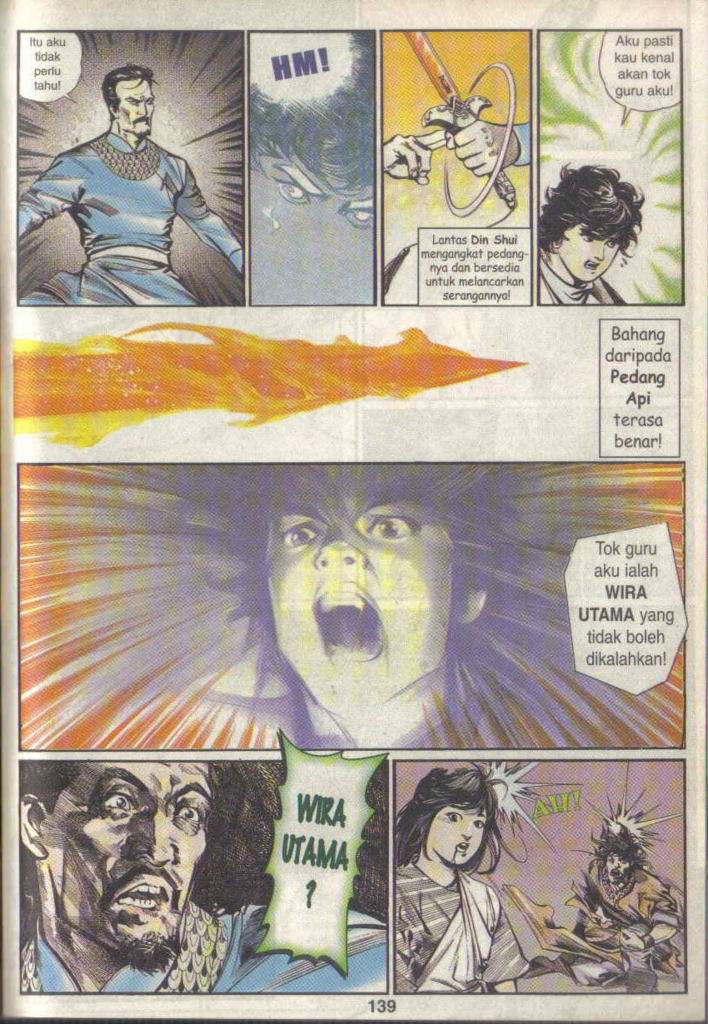 Itu aku
tidak
perlu
tahu!
HM!
Lantas Din Shui
mengangkat pedang-
nya dan bersedia
untuk melancarkan
serangannya!
Aku pasti
kau kenal
akan tok
guru aku!
Bahang
daripada
Pedang
Api
terasa
benar!
Tok guru
aku ialah
WIRA
UTAMA yang
tidak boleh
dikalahkan!
WIRA
UTAMA
?
AH!
139